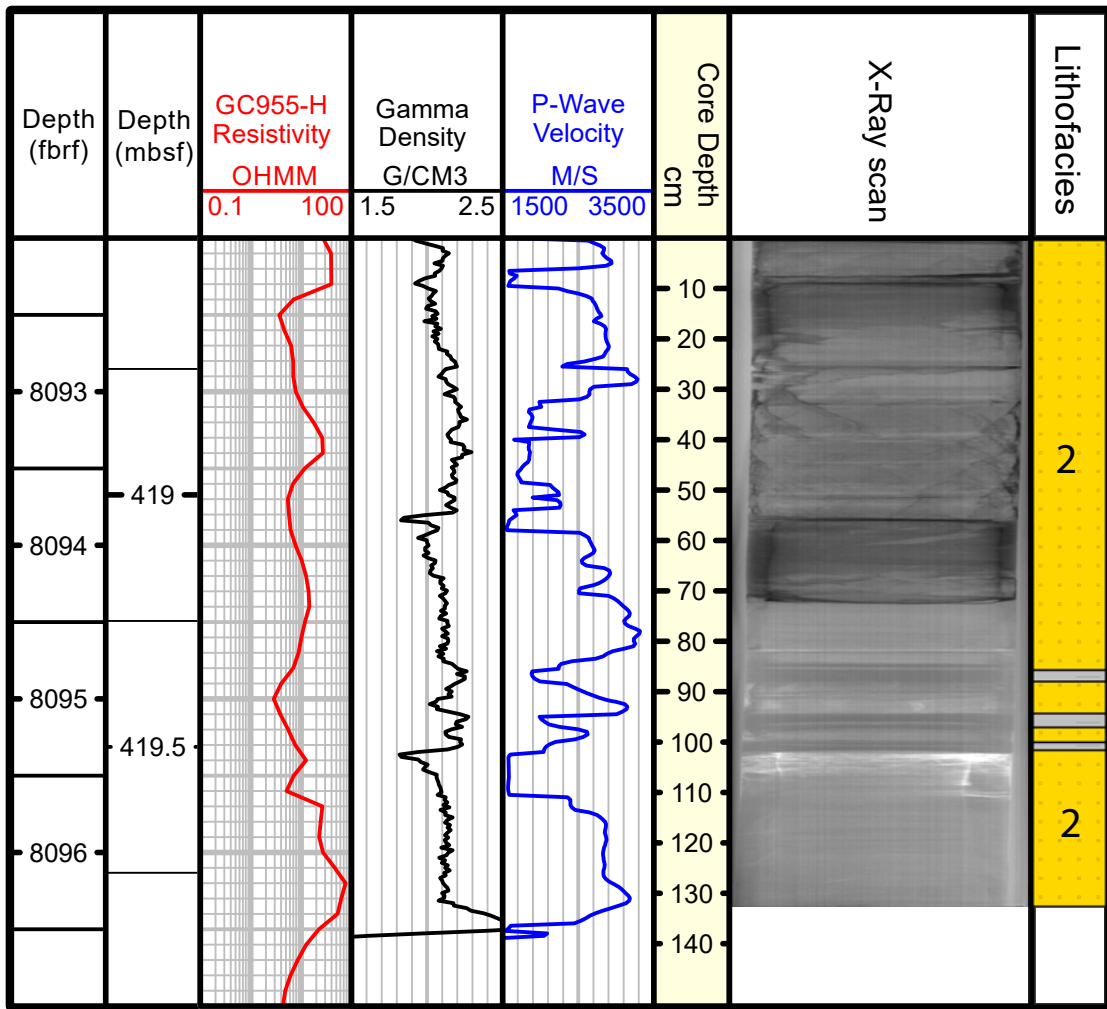 Depth
(fbrf)
Depth
(mbsf)
GC955-H
Resistivity
OHMM
0.1 100
Gamma
Density
G/CM3
1.5 2.5
P-Wave
Velocity
M/S
1500 3500
Core Depth
cm
X-Ray scan
Lithofacies
8093
8094
8095
8096
419
419.5
10
20
30
40
50
60
70
80
90
100
110
120
130
140
2
2